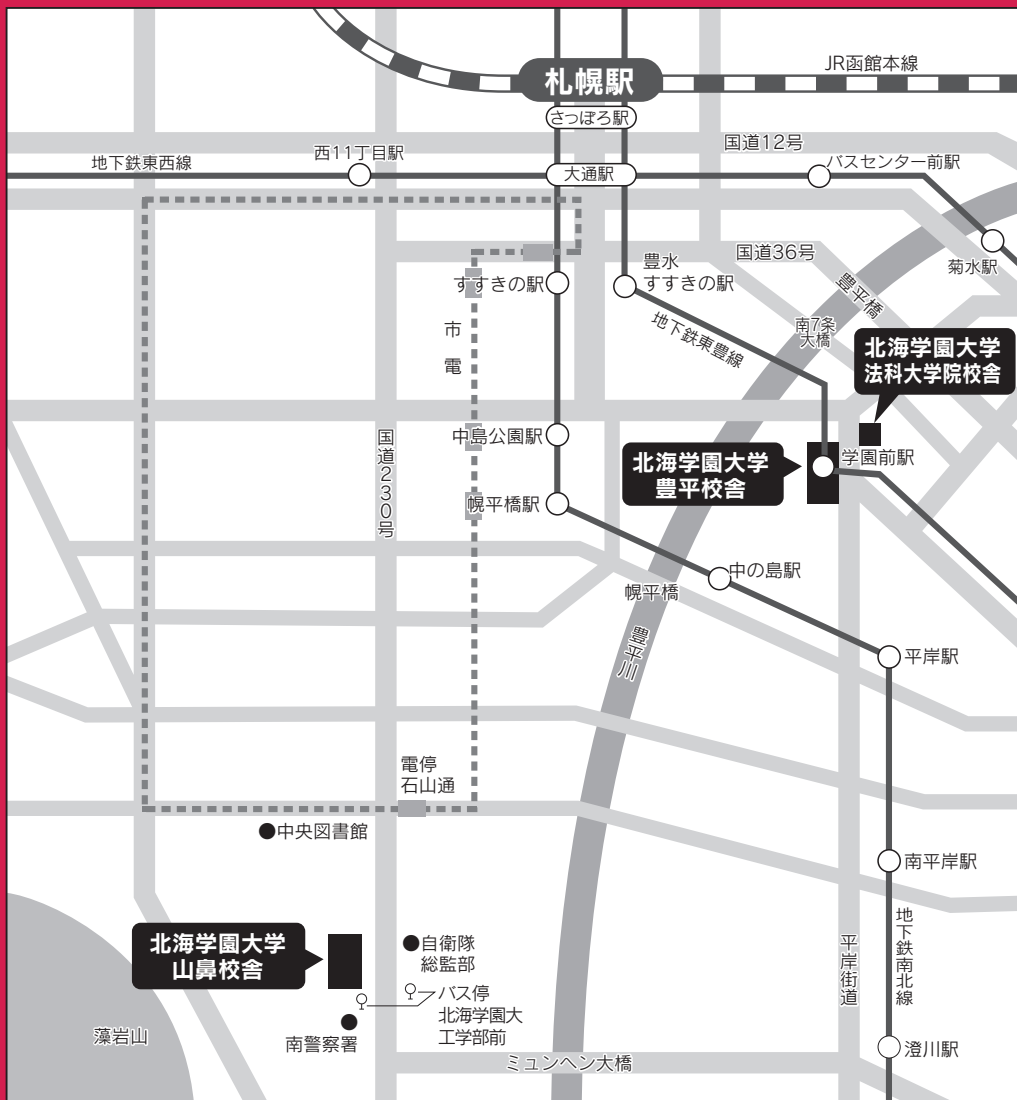 JR函館本線
札幌駅
さっぽろ駅
国道12号
西11丁目駅
地下鉄東西線
大通駅
バスセンター前駅
国道36号
豊水
すすきの駅
菊水駅
すすきの駅
豊平橋
地下鉄東豊線
南7条
大橋
市電
北海学園大学
法科大学院校舎
国道230号
中島公園駅
北海学園大学
豊平校舎
学園前駅
幌平橋駅
中の島駅
幌平橋
豊平川
平岸駅
電停
石山通
中央図書館
南平岸駅
地下鉄南北線
平岸街道
北海学園大学
山鼻校舎
自衛隊
総監部
バス停
北海学園大
工学部前
南警察署
藻岩山
ミュンヘン大橋
澄川駅